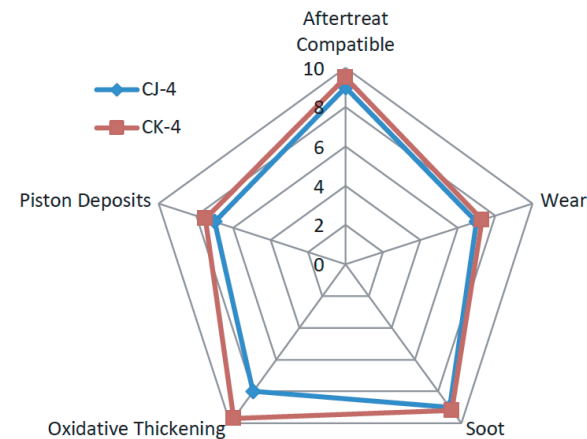 Aftertreat
Compatible
10
CJ-4
8
CK-4
6
Piston Deposits
Wear
4
2
0
Oxidative Thickening
Soot